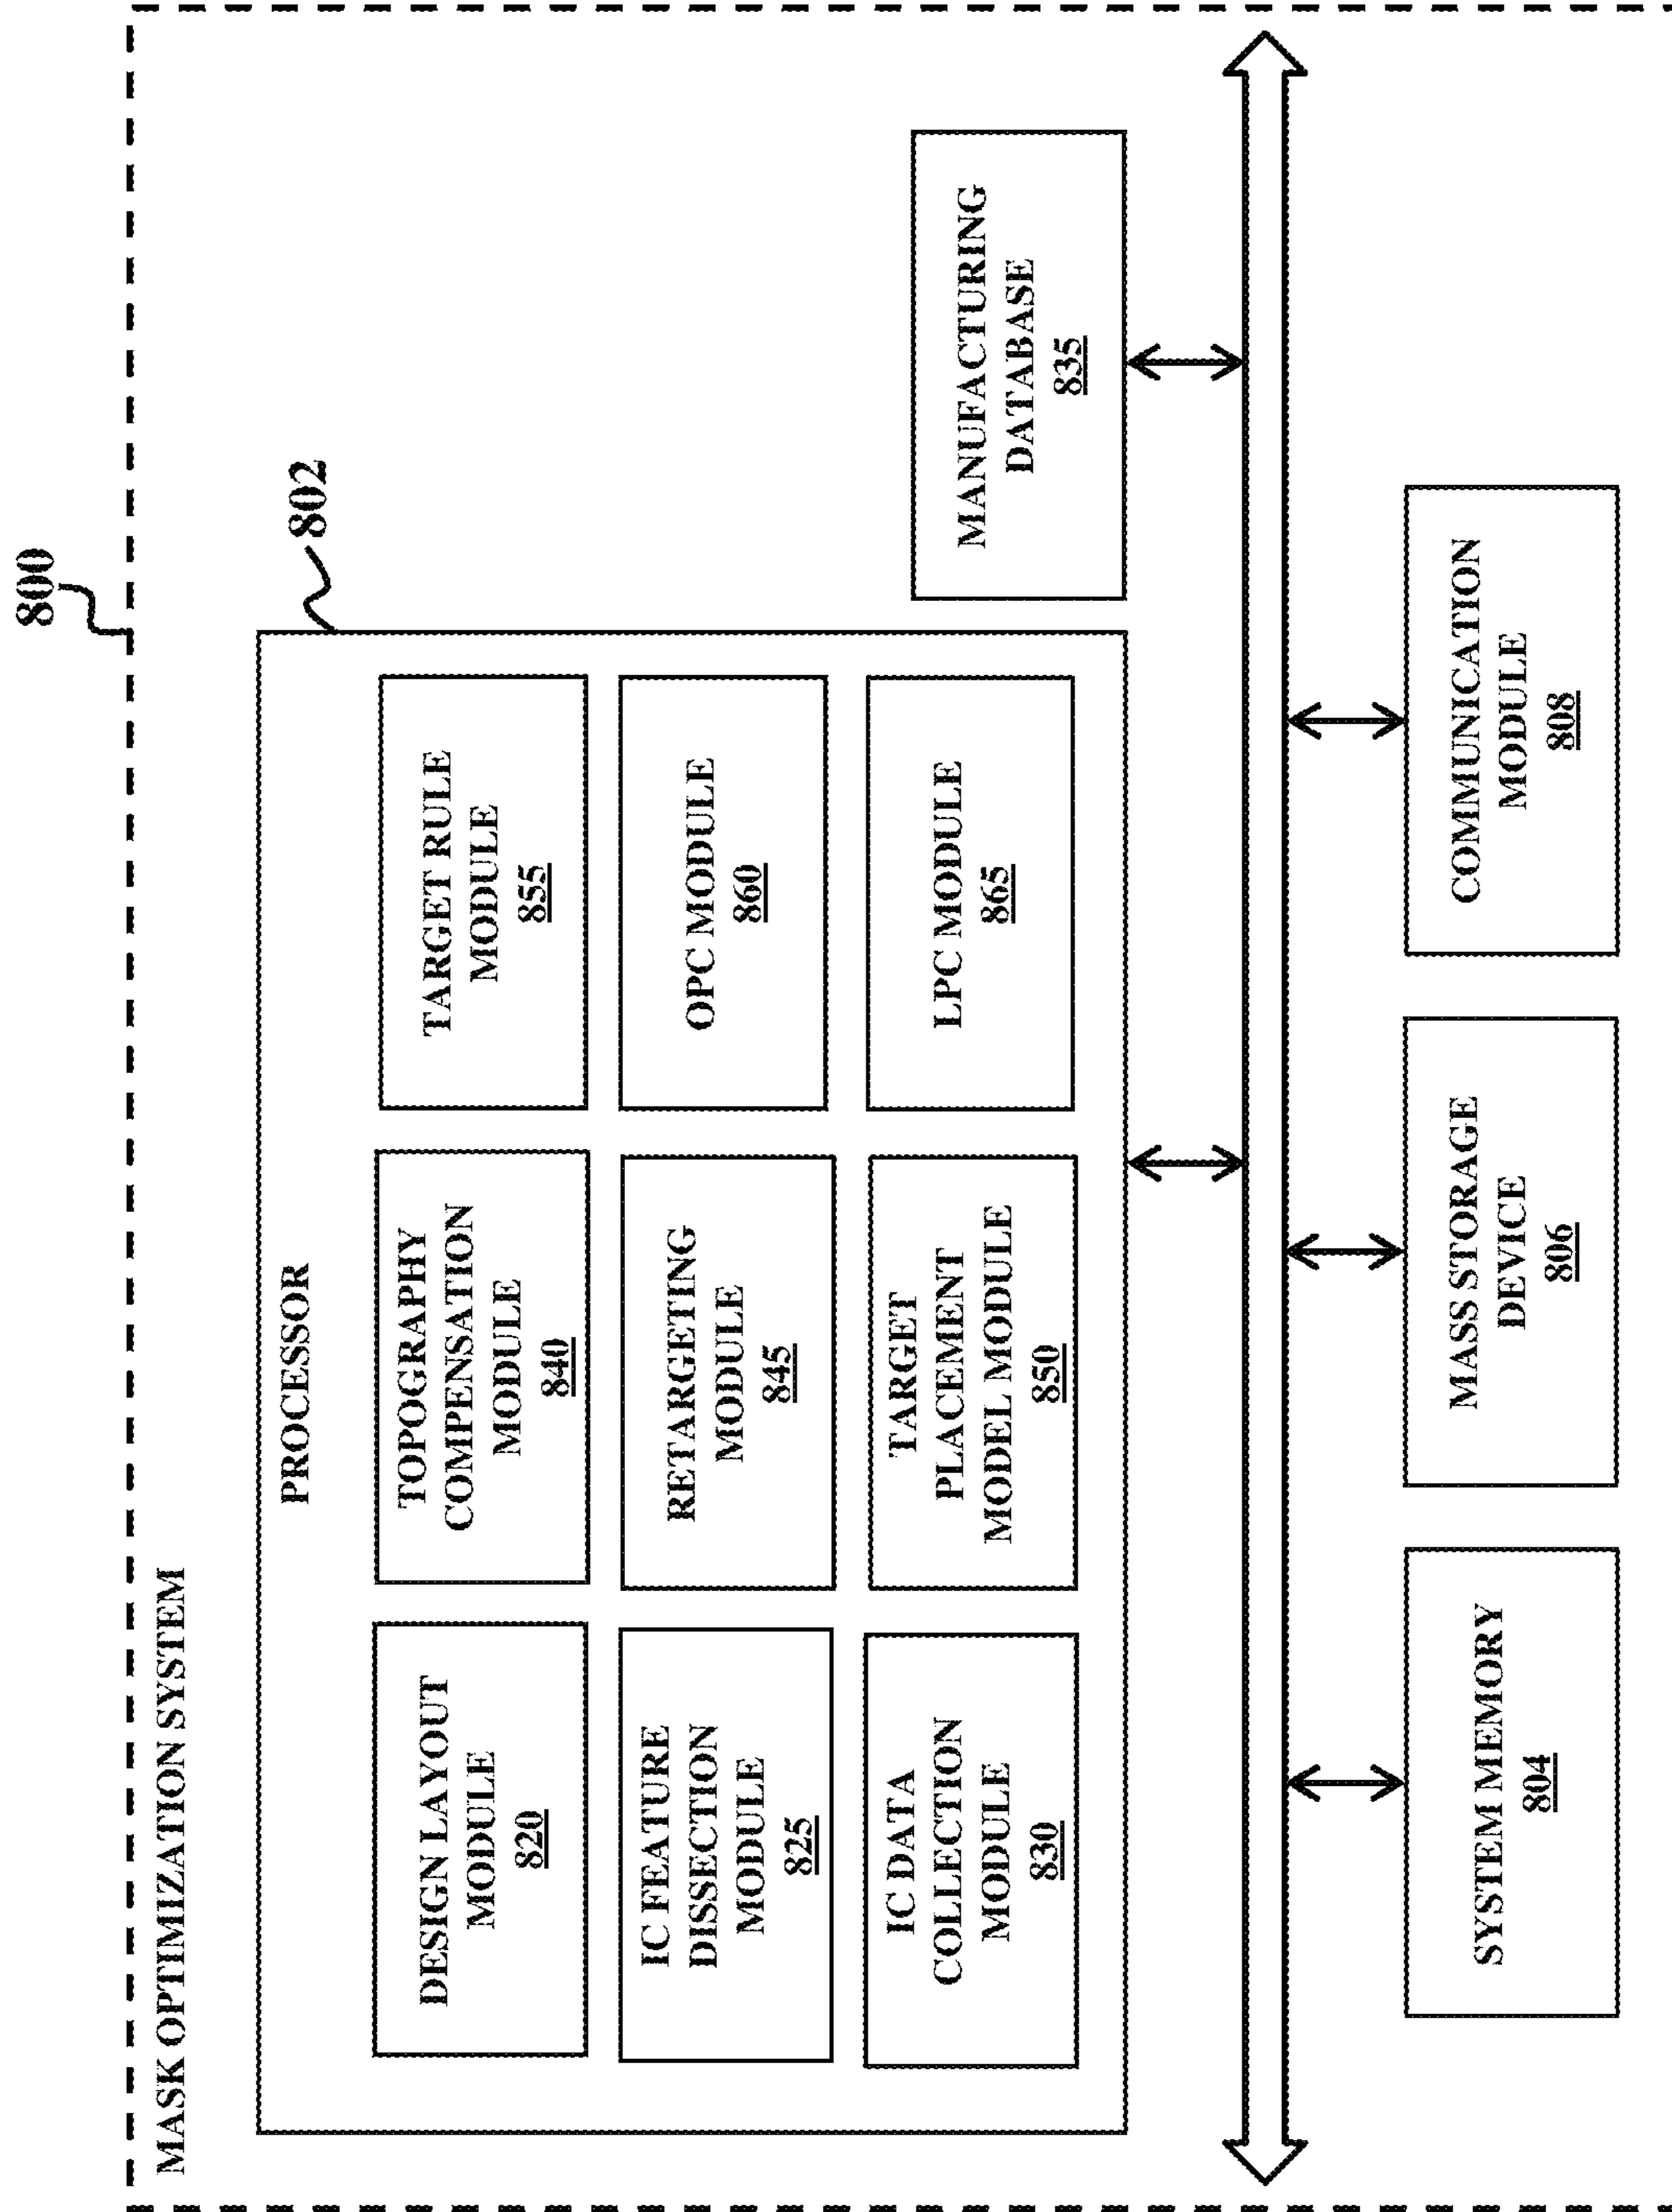 800
MASK OPTIMIZATION SYSTEM
802
PROCESSOR
DESIGN LAYOUT
MODULE
820
TOPOGRAPHY
COMPENSATION
MODULE
840
TARGET RULE
MODULE
855
IC FEATURE
DISSECTION
MODULE
825
RETARGETING
MODULE
845
OPC MODULE
860
IC DATA
COLLECTION
MODULE
830
TARGET
PLACEMENT
MODEL MODULE
850
LPC MODULE
865
MANUFACTURING
DATABASE
835
SYSTEM MEMORY
804
MASS STORAGE
DEVICE
806
COMMUNICATION
MODULE
808